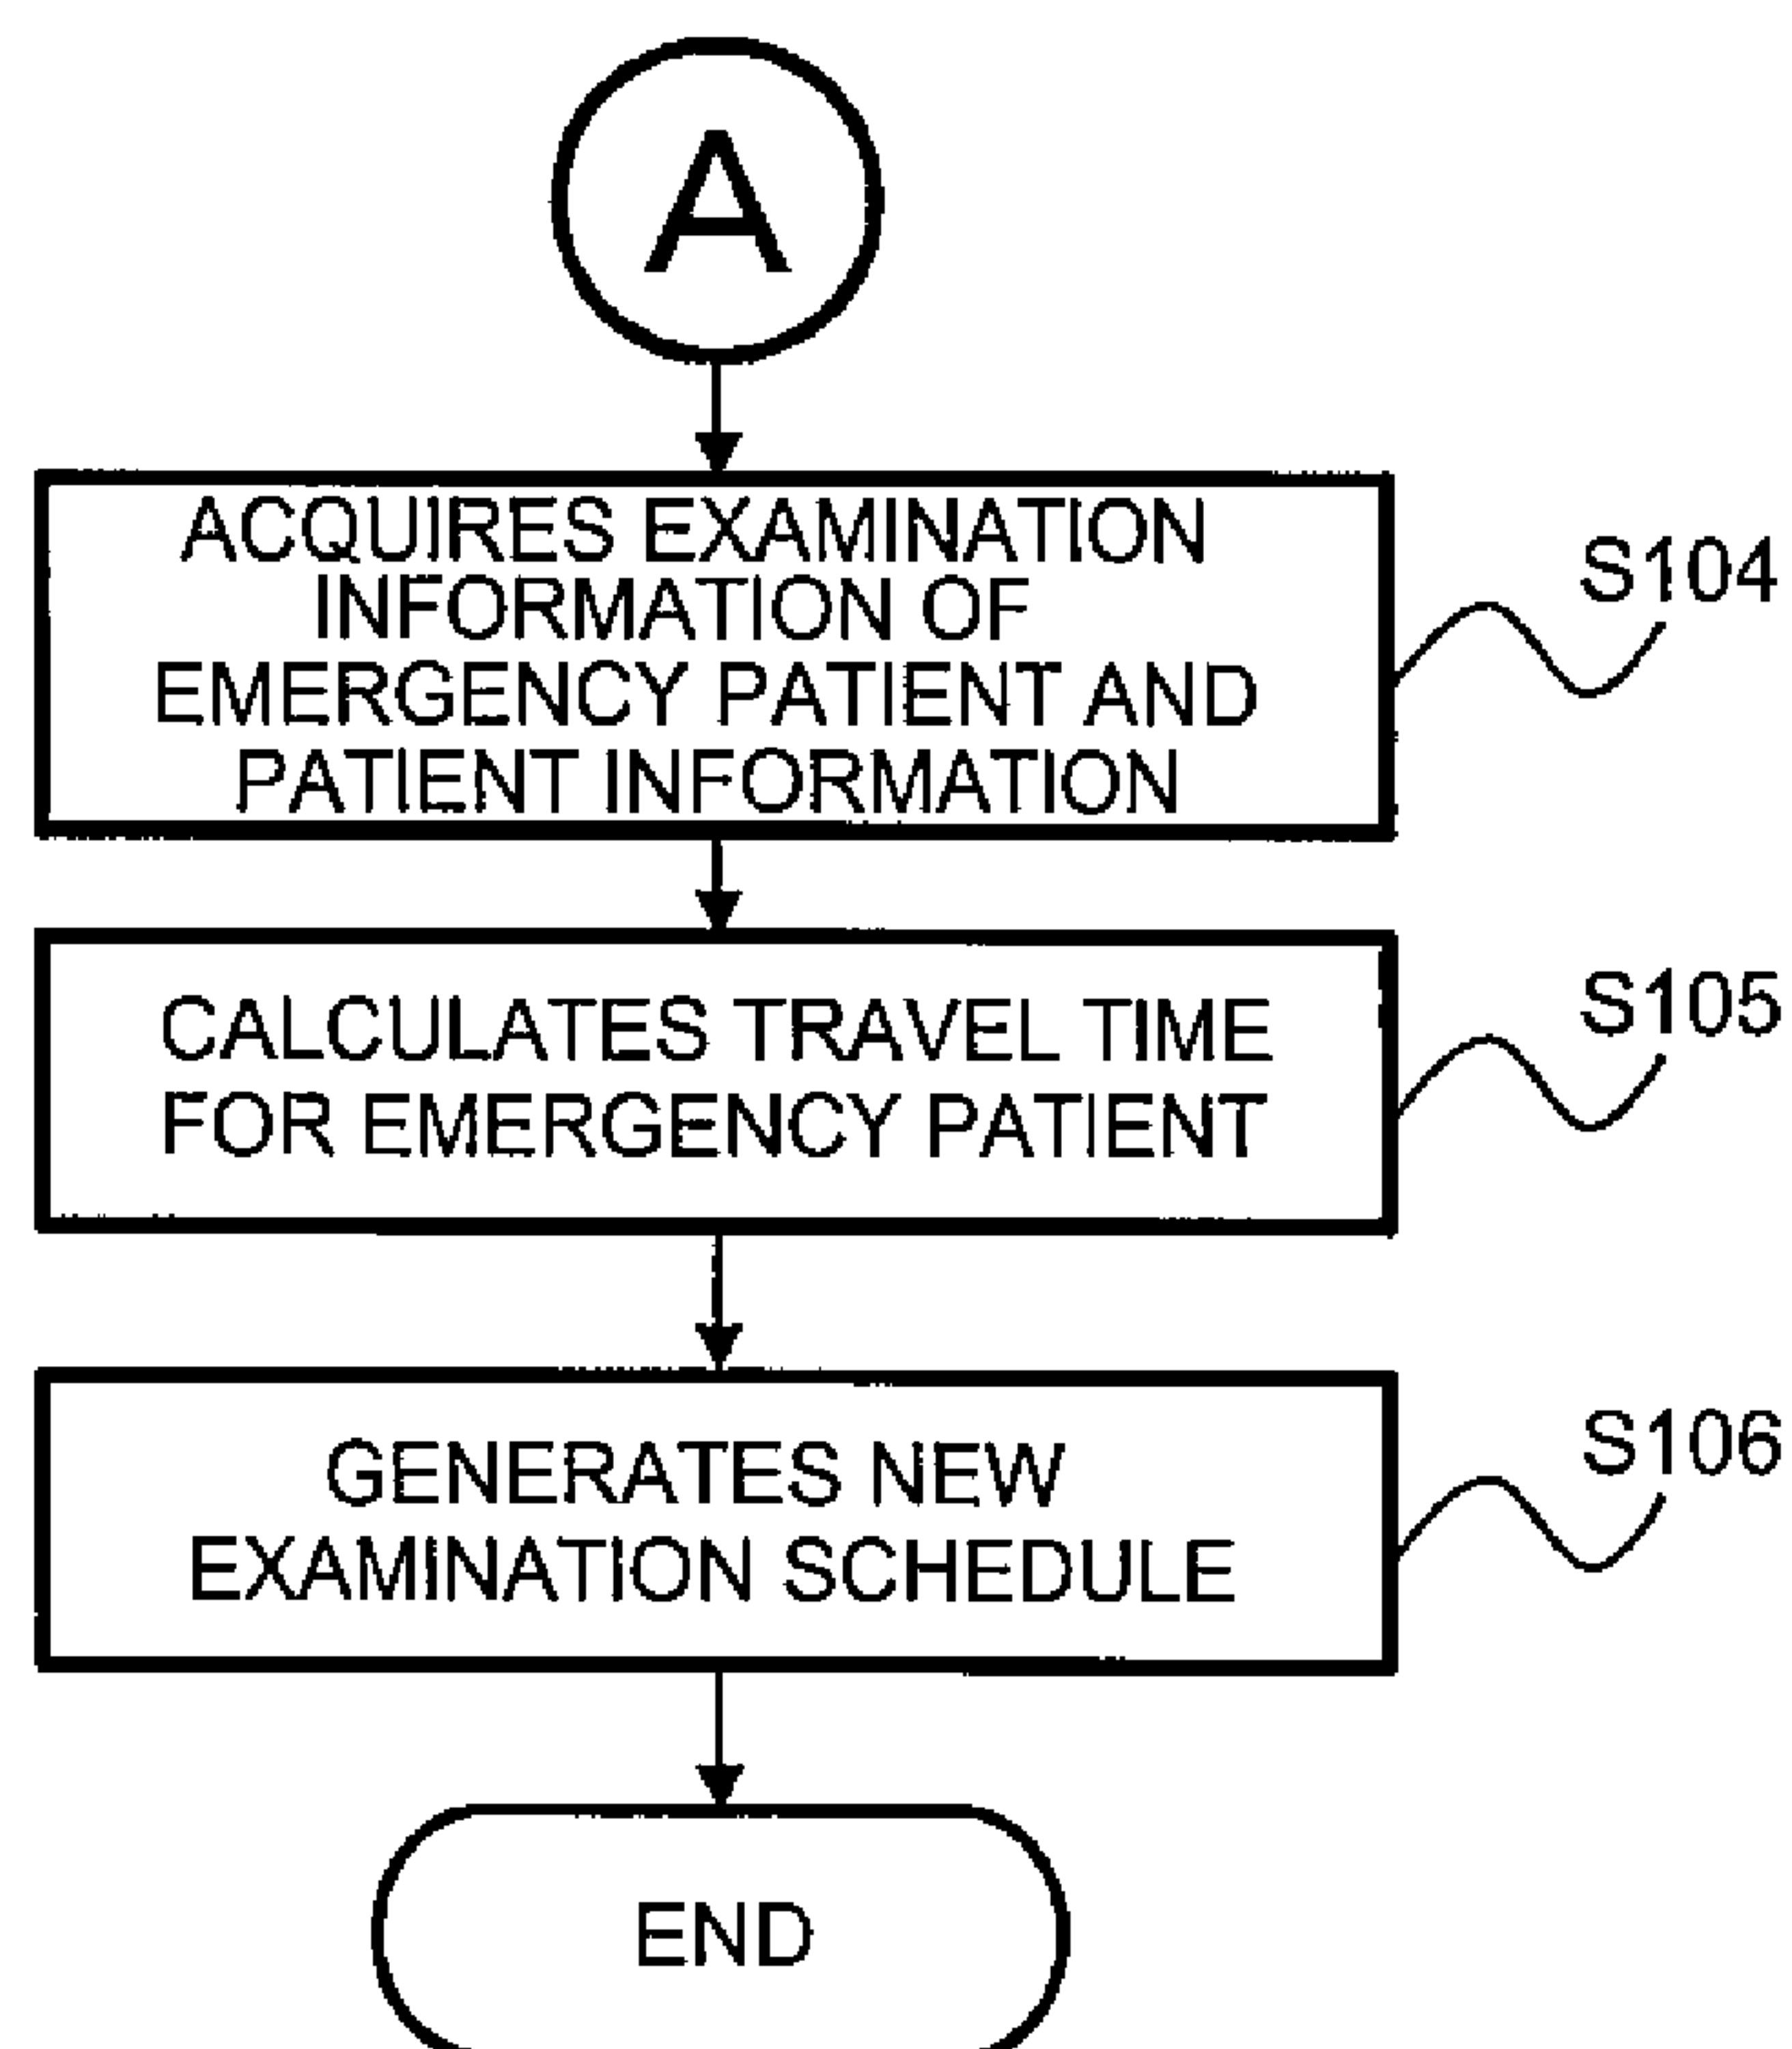 A
ACQUIRES EXAMINATION
INFORMATION OF
EMERGENCY PATIENT AND
PATIENT INFORMATION
S104
CALCULATES TRAVEL TIME
FOR EMERGENCY PATIENT
S105
GENERATES NEW
EXAMINATION SCHEDULE
S106
END